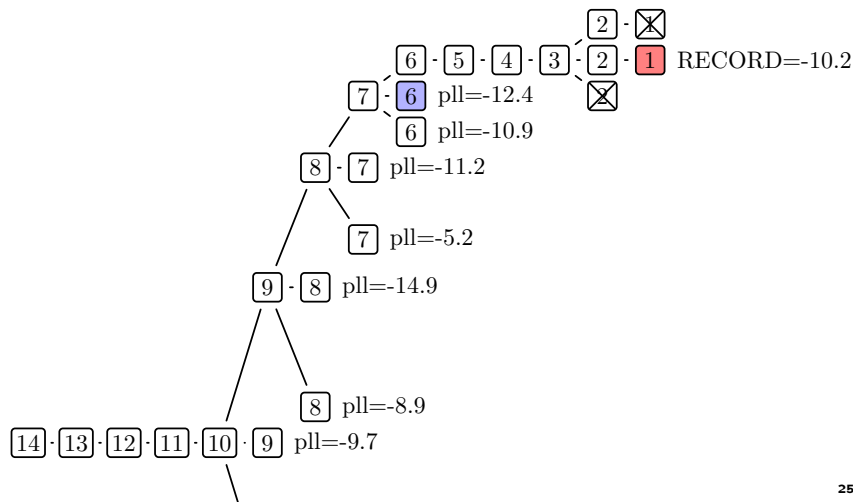 2 1
6 5 4 3 2 1 RECORD=-10.2
7 6 pll=-12.4 2
6 pll=-10.9
8 7 pll=-11.2
7 pll=-5.2
9 8 pll=-14.9
8 pll=-8.9
14 13 12 11 10 9 pll=-9.7
25